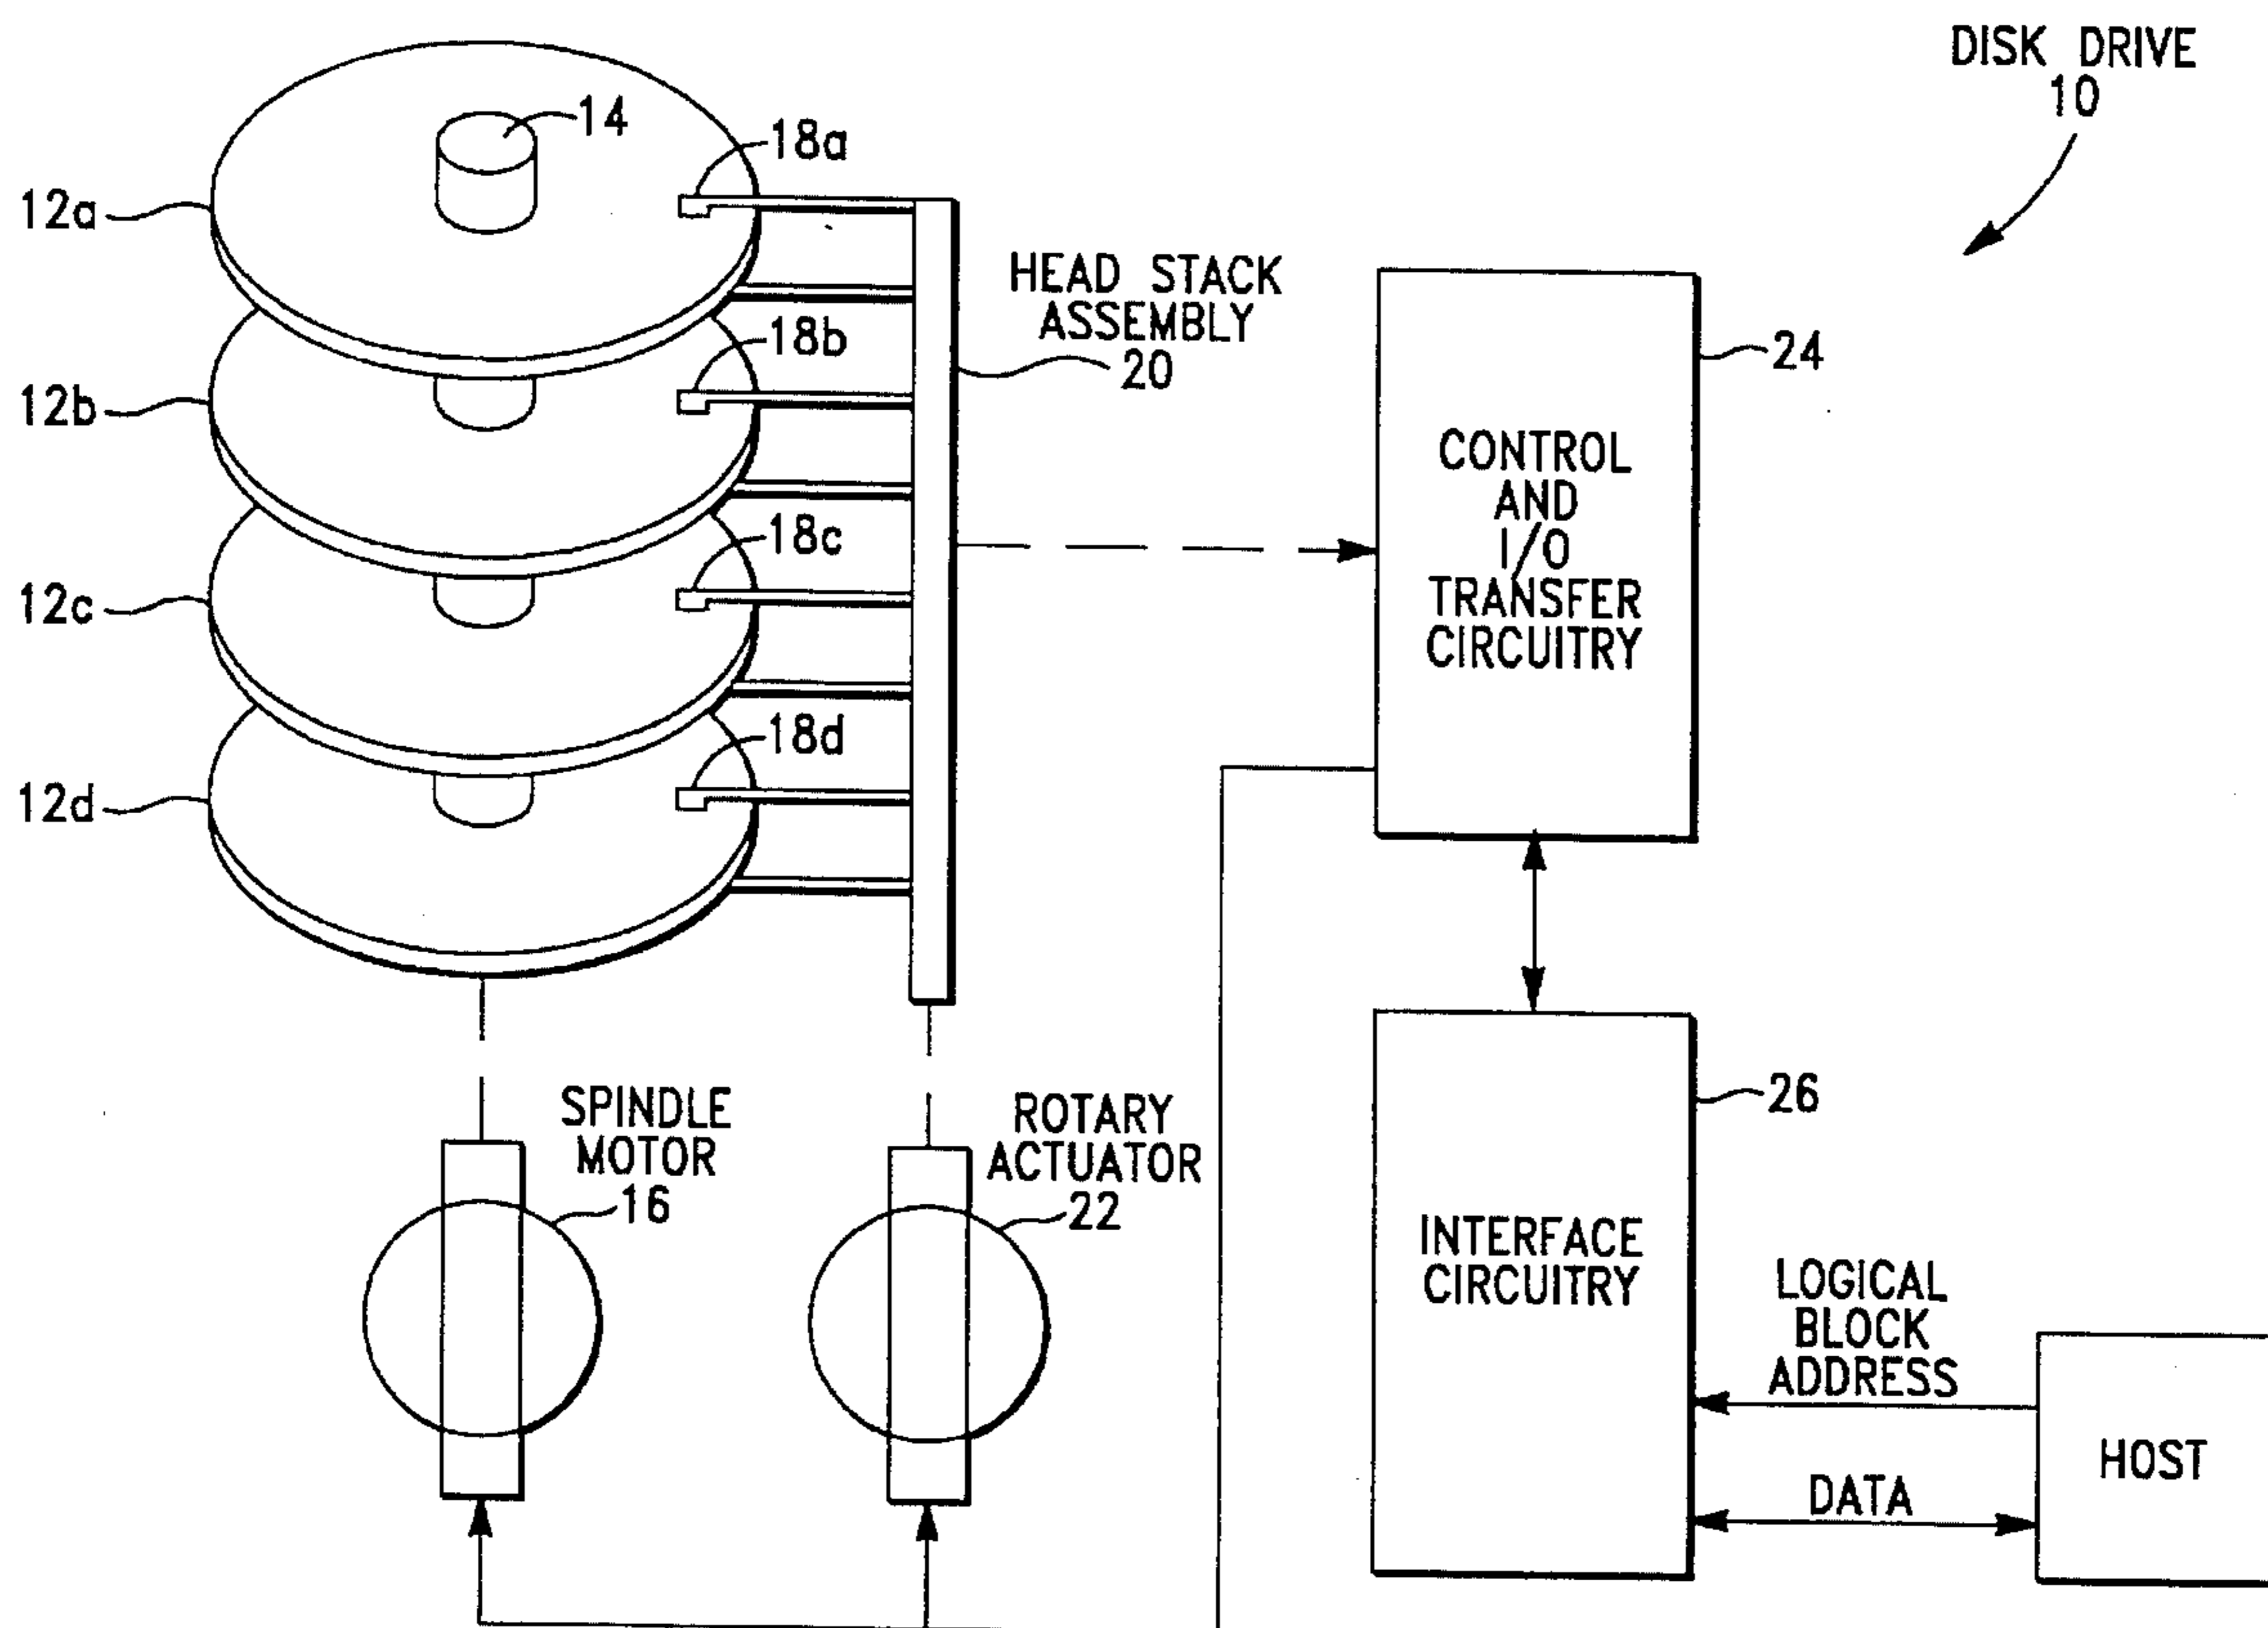 DISK DRIVE
10
14
18a
12a
HEAD STACK
ASSEMBLY
20
18b
12b
24
CONTROL
AND
I/O
TRANSFER
CIRCUITRY
18c
12c
18d
12d
SPINDLE
MOTOR
16
ROTARY
ACTUATOR
22
26
INTERFACE
CIRCUITRY
LOGICAL
BLOCK
ADDRESS
DATA
HOST